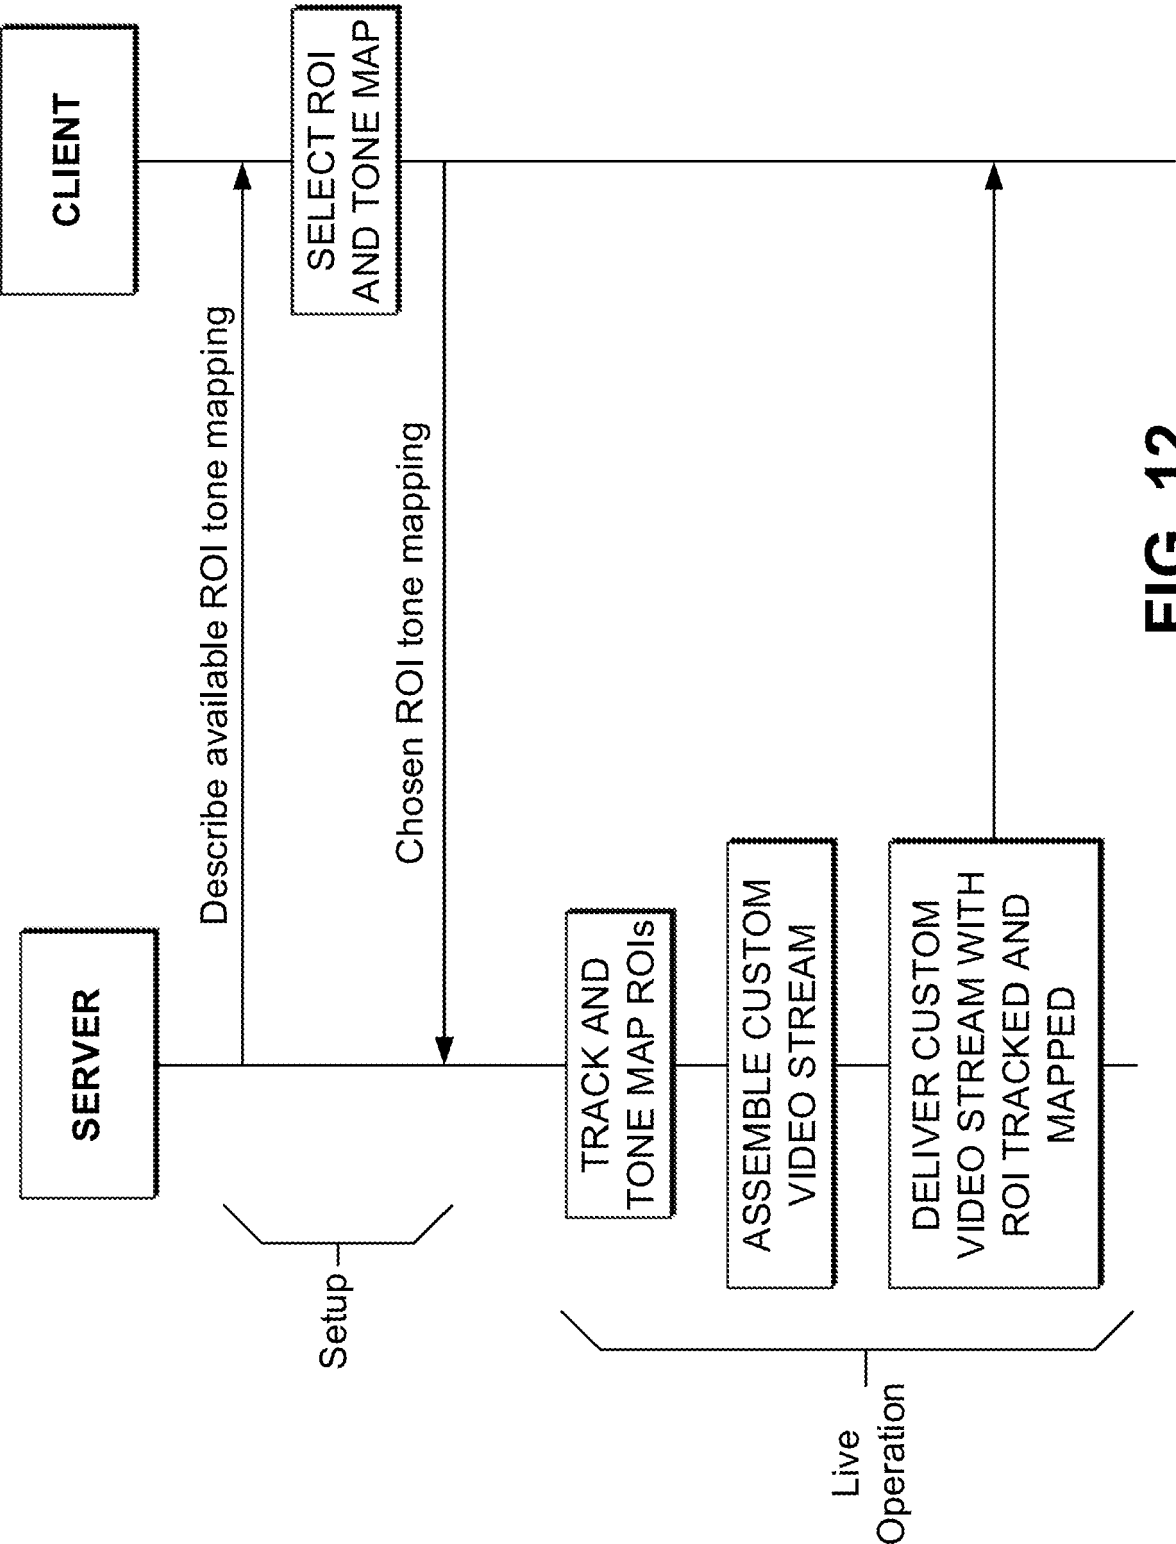 SERVER
CLIENT
Setup
Describe available ROI tone mapping
SELECT ROI
AND TONE MAP
Chosen ROI tone mapping
Live
Operation
TRACK AND
TONE MAP ROIs
ASSEMBLE CUSTOM
VIDEO STREAM
DELIVER CUSTOM
VIDEO STREAM WITH
ROI TRACKED AND
MAPPED
FIG. 12